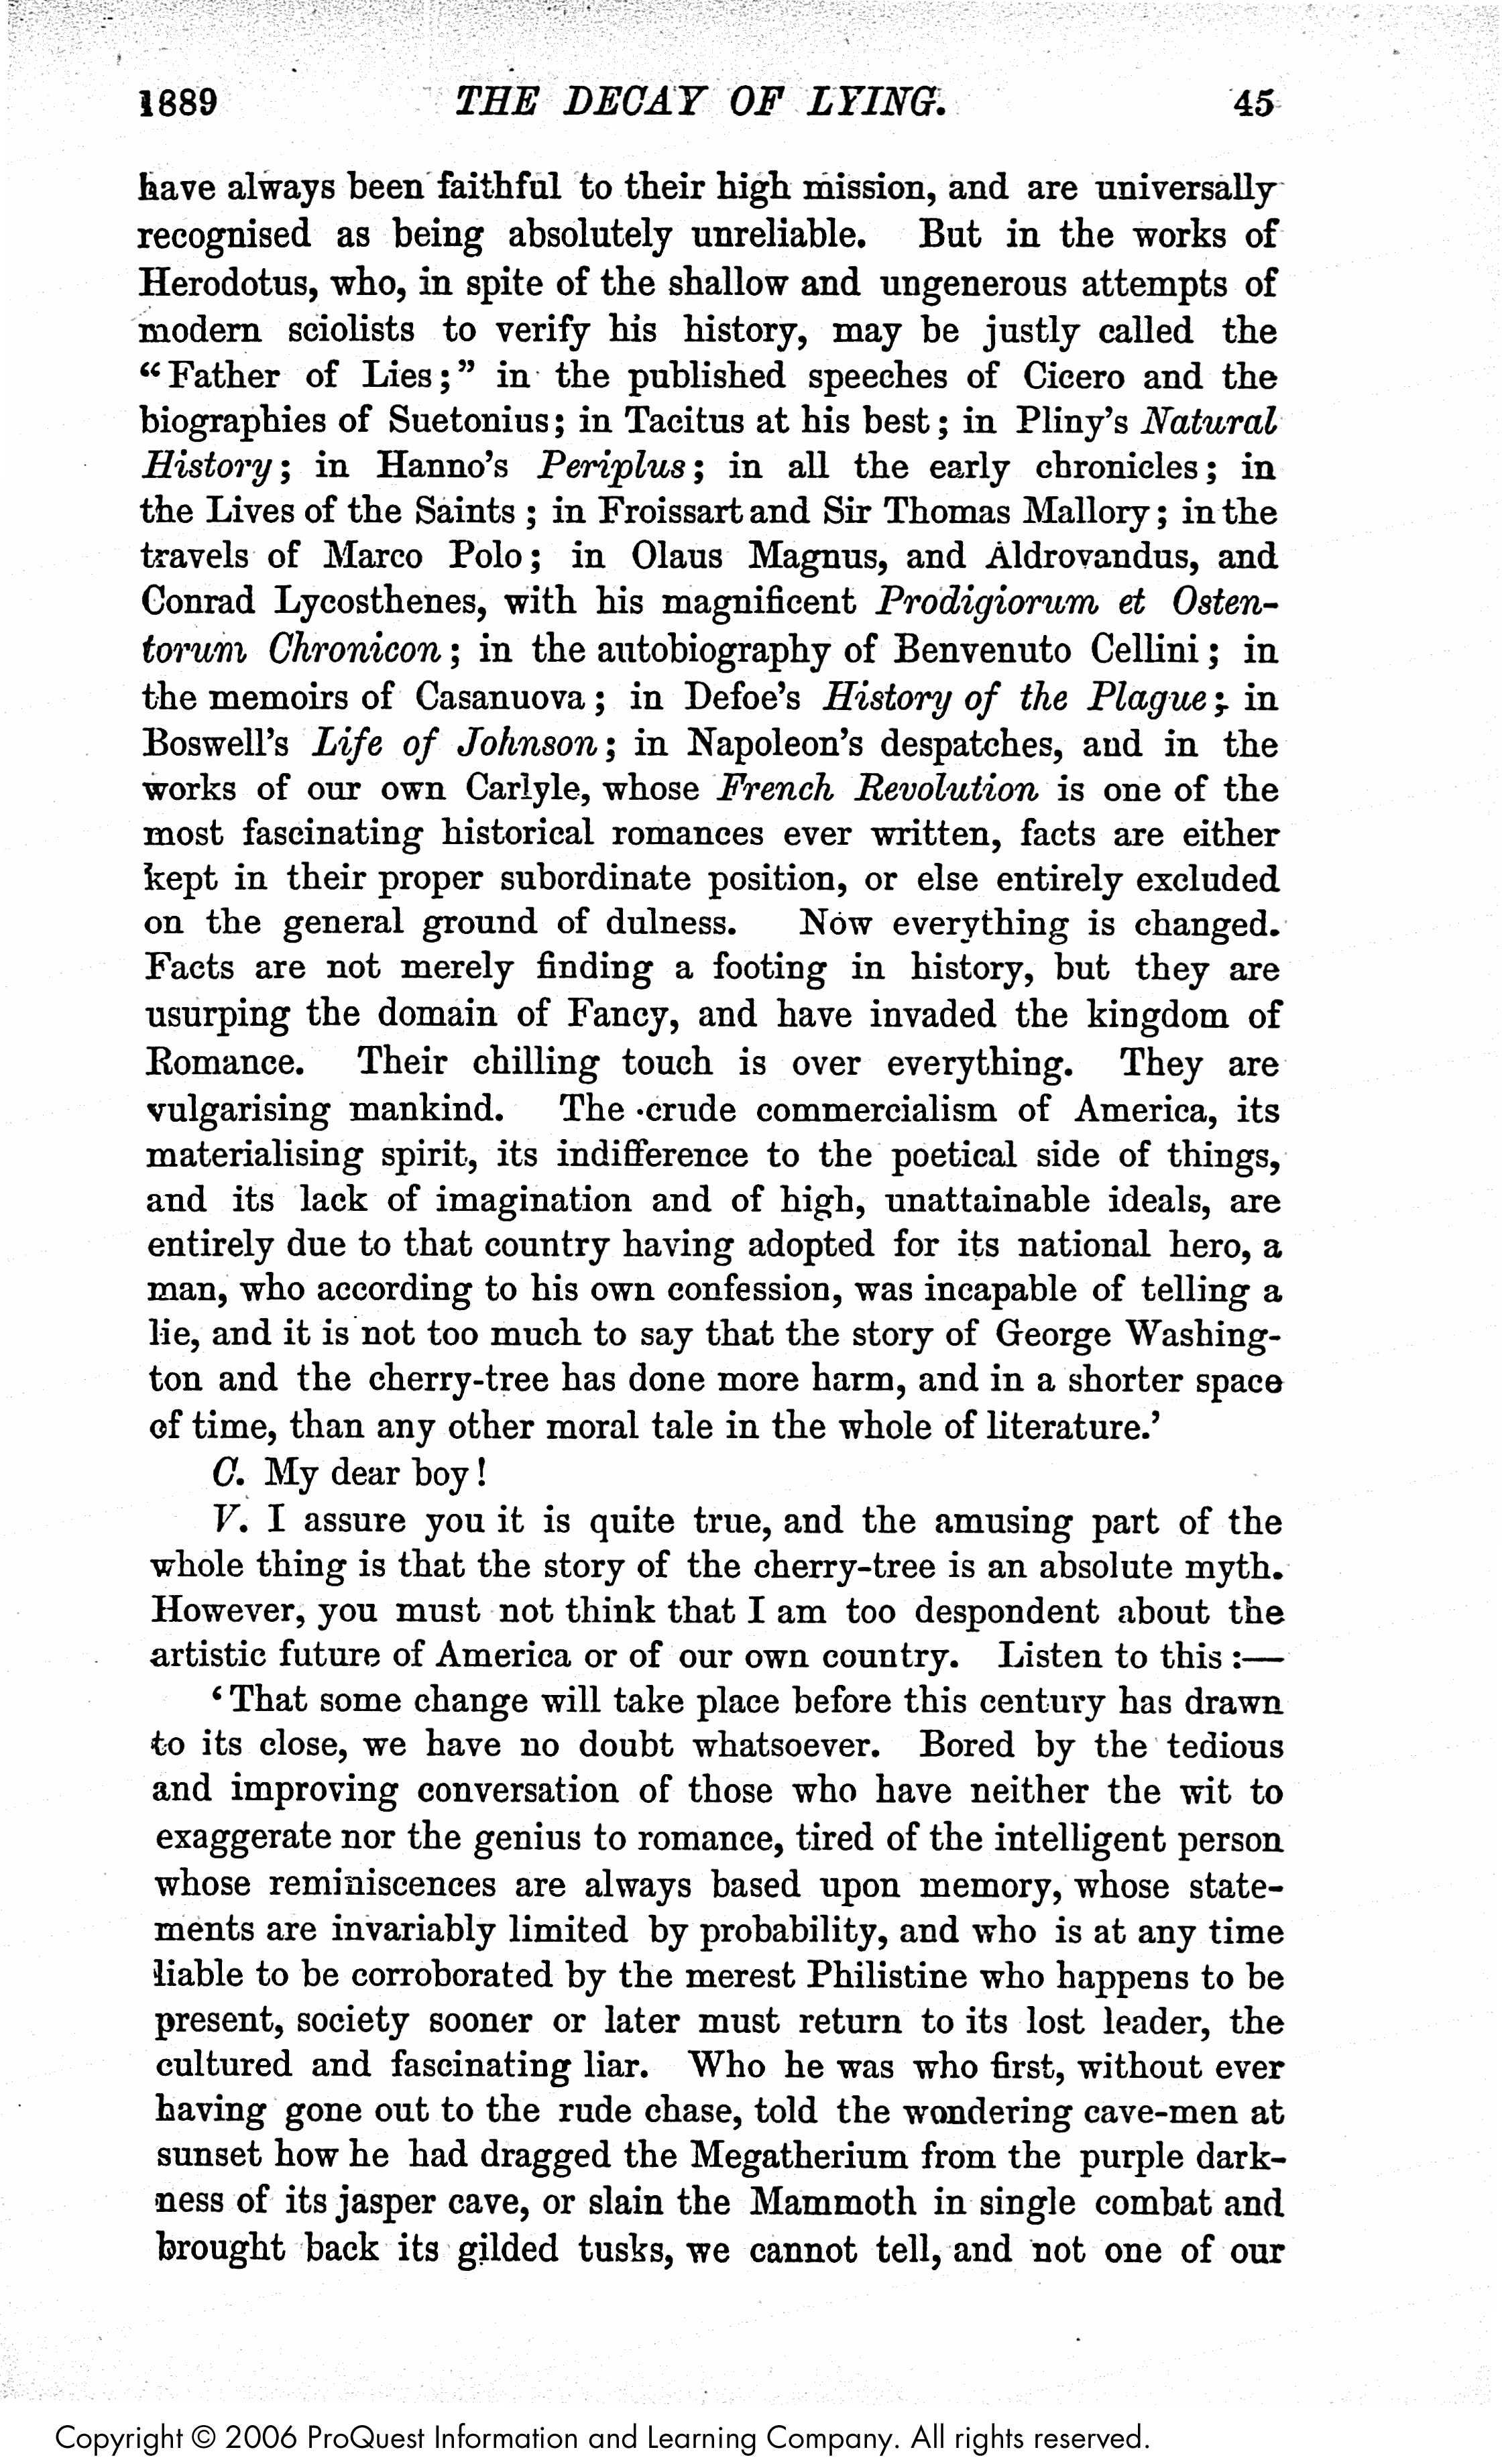 1889 THE DECAY OF LYING. 45
have always been faithful to their high mission, and are universally
recognised as being absolutely unreliable. But in the works of
Herodotus, who, in spite of the shallow and ungenerous attempts of
modern sciolists to verify his history, may be justly called the
“Father of Lies;” in the published speeches of Cicero and the
biographies of Suetonius; in Tacitus at his best; in Pliny’s Natural
History; in Hanno’s Periplus; in all the early chronicles; in
the Lives of the Saints; in Froissart and Sir Thomas Mallory; in the
travels of Marco Polo; in Olaus Magnus, and Aldrovandus, and
Conrad Lycosthenes, with his magnificent Prodigiorum et Osten-
torum Chronicon; in the autobiography of Benvenuto Cellini; in
the memoirs of Casanuova; in Defoe’s History of the Plague; in
Boswell’s Life of Johnson; in Napoleon’s despatches, and in the
works of our own Carlyle, whose French Revolution is one of the
most fascinating historical romances ever written, facts are either
kept in their proper subordinate position, or else entirely excluded
on the general ground of dulness. Now everything is changed.
Facts are not merely finding a footing in history, but they are
usurping the domain of Fancy, and have invaded the kingdom of
Romance. Their chilling touch is over everything. They are
vulgarising mankind. The crude commercialism of America, its
materialising spirit, its indifference to the poetical side of things,
and its lack of imagination and of high, unattainable ideals, are
entirely due to that country having adopted for its national hero, a
man, who according to his own confession, was incapable of telling a
lie, and it is not too much to say that the story of George Washing-
ton and the cherry-tree has done more harm, and in a shorter space
of time, than any other moral tale in the whole of literature.’
C. My dear boy!
V. I assure you it is quite true, and the amusing part of the
whole thing is that the story of the cherry-tree is an absolute myth.
However, you must not think that I am too despondent about the
artistic future of America or of our own country. Listen to this:—
‘That some change will take place before this century has drawn
to its close, we have no doubt whatsoever. Bored by the tedious
and improving conversation of those who have neither the wit to
exaggerate nor the genius to romance, tired of the intelligent person
whose reminiscences are always based upon memory, whose state-
ments are invariably limited by probability, and who is at any time
liable to be corroborated by the merest Philistine who happens to be
present, society sooner or later must return to its lost leader, the
cultured and fascinating liar. Who he was who first, without ever
having gone out to the rude chase, told the wondering cave-men at
sunset how he had dragged the Megatherium from the purple dark-
ness of its jasper cave, or slain the Mammoth in single combat and
brought back its gilded tusks, we cannot tell, and not one of our
Copyright © 2006 ProQuest Information and Learning Company. All rights reserved.